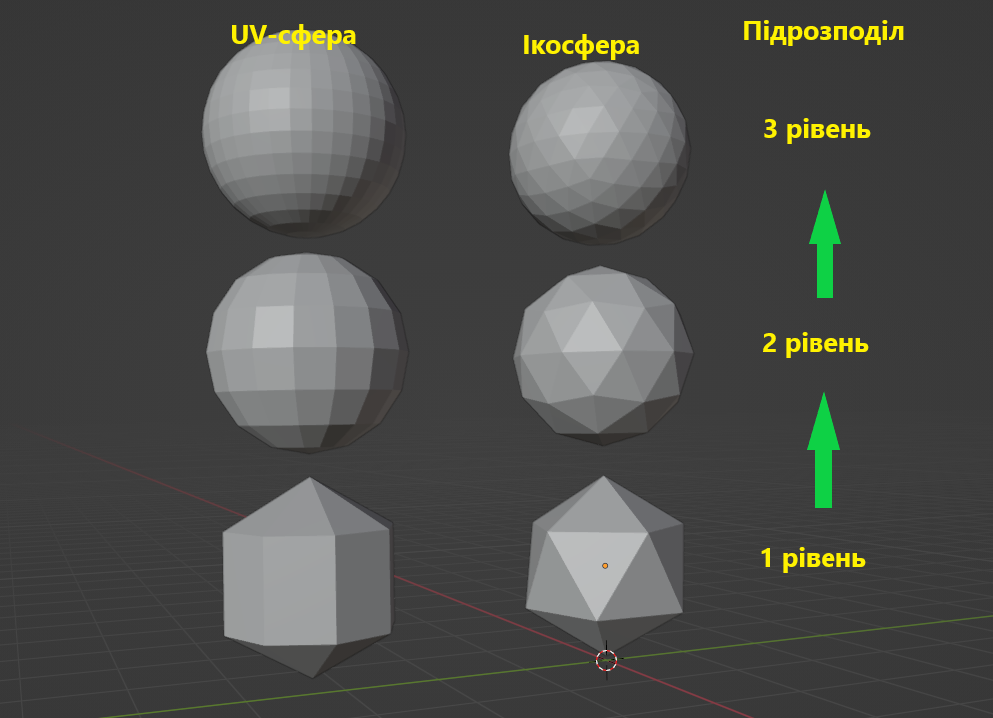 UV-сфера
Ікосфера
Підрозподіл
3 рівень
2 рівень
1 рівень